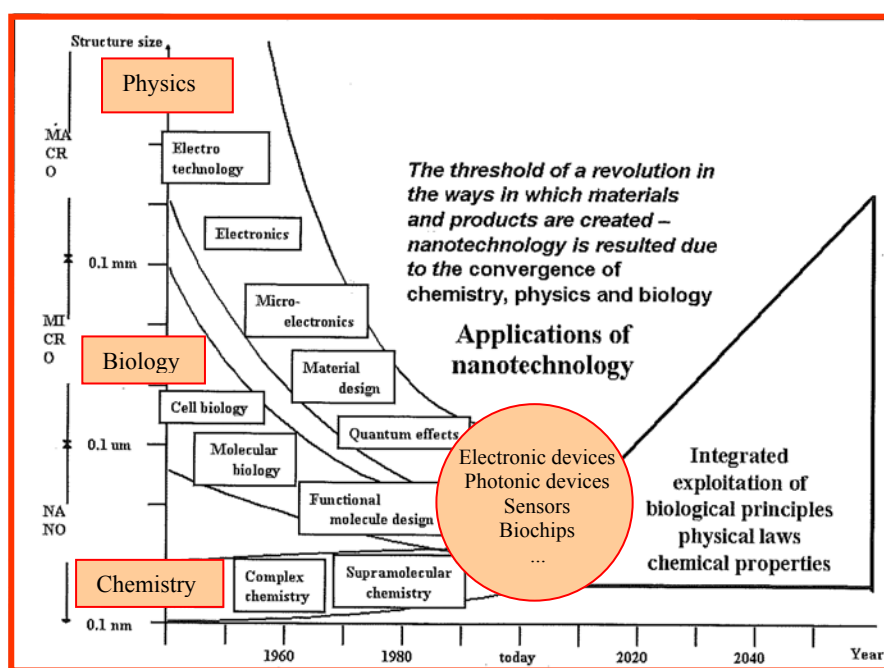 Structure size
Physics
MA
CR
O
Electro
technology
The threshold of a revolution in
the ways in which materials
and products are created –
nanotechnology is resulted due
to the convergence of
chemistry, physics and biology
Electronics
0.1 mm
Micro-
electronics
MI
CR
O
Applications of
nanotechnology
Biology
Material
design
Cell biology
Quantum effects
0.1 um
Molecular
biology
Electronic devices
Photonic devices
Sensors
Biochips
...
Integrated
exploitation of
biological principles
physical laws
chemical properties
NA
NO
Functional
molecule design
Chemistry
Complex
chemistry
Supramolecular
chemistry
0.1 nm
1960
1980
today
2020
2040
Year